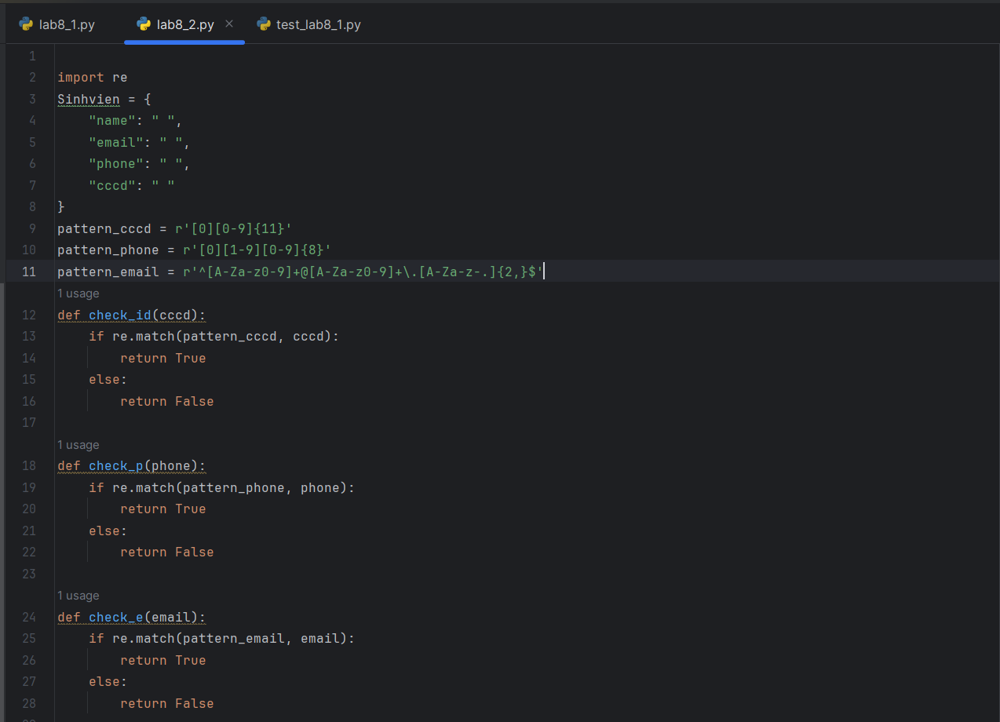 lab8_1.py lab8_2.py × test_lab8_1.py
1
2 import re
3 Sinhvien = {
4     "name": " ",
5     "email": " ",
6     "phone": " ",
7     "cccd": " "
8 }
9 pattern_cccd = r'[0][0-9]{11}'
10 pattern_phone = r'[0][1-9][0-9]{8}'
11 pattern_email = r'^[A-Za-z0-9]+@[A-Za-z0-9]+\.[A-Za-z-.]{2,}$'
1 usage
12 def check_id(cccd):
13     if re.match(pattern_cccd, cccd):
14         return True
15     else:
16         return False
17
1 usage
18 def check_p(phone):
19     if re.match(pattern_phone, phone):
20         return True
21     else:
22         return False
23
1 usage
24 def check_e(email):
25     if re.match(pattern_email, email):
26         return True
27     else:
28         return False